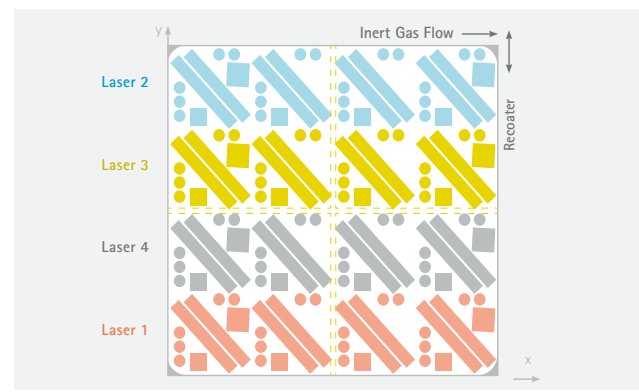 y
Inert Gas Flow
Laser 2
Recoater
Laser 3
Laser 4
Laser 1
x